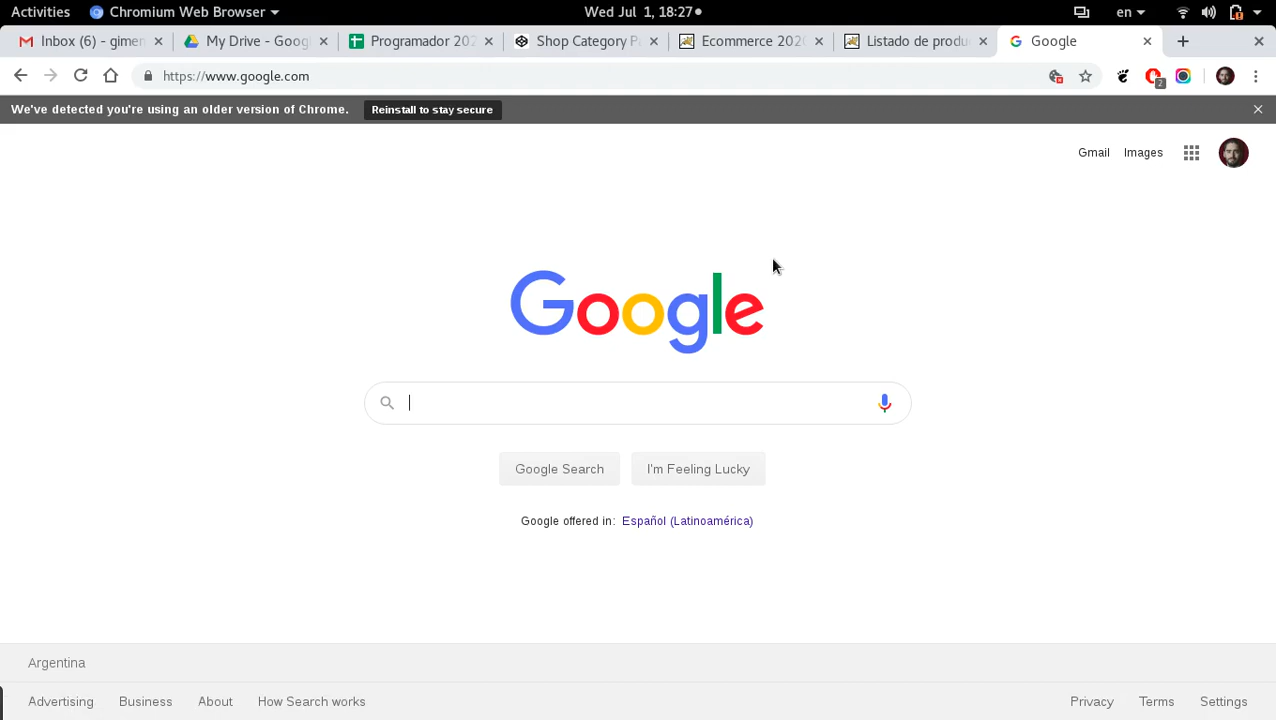 Activities Chromium Web Browser Wed Jul 1, 18:27 en
Inbox (6) - gimen My Drive - Googl Programador 202 Shop Category P Ecommerce 2020 Listado de produ Google
https://www.google.com 2
We've detected you're using an older version of Chrome. Reinstall to stay secure
Gmail Images
Google
Google Search I'm Feeling Lucky
Google offered in: Español (Latinoamérica)
Argentina
Advertising Business About How Search works Privacy Terms Settings